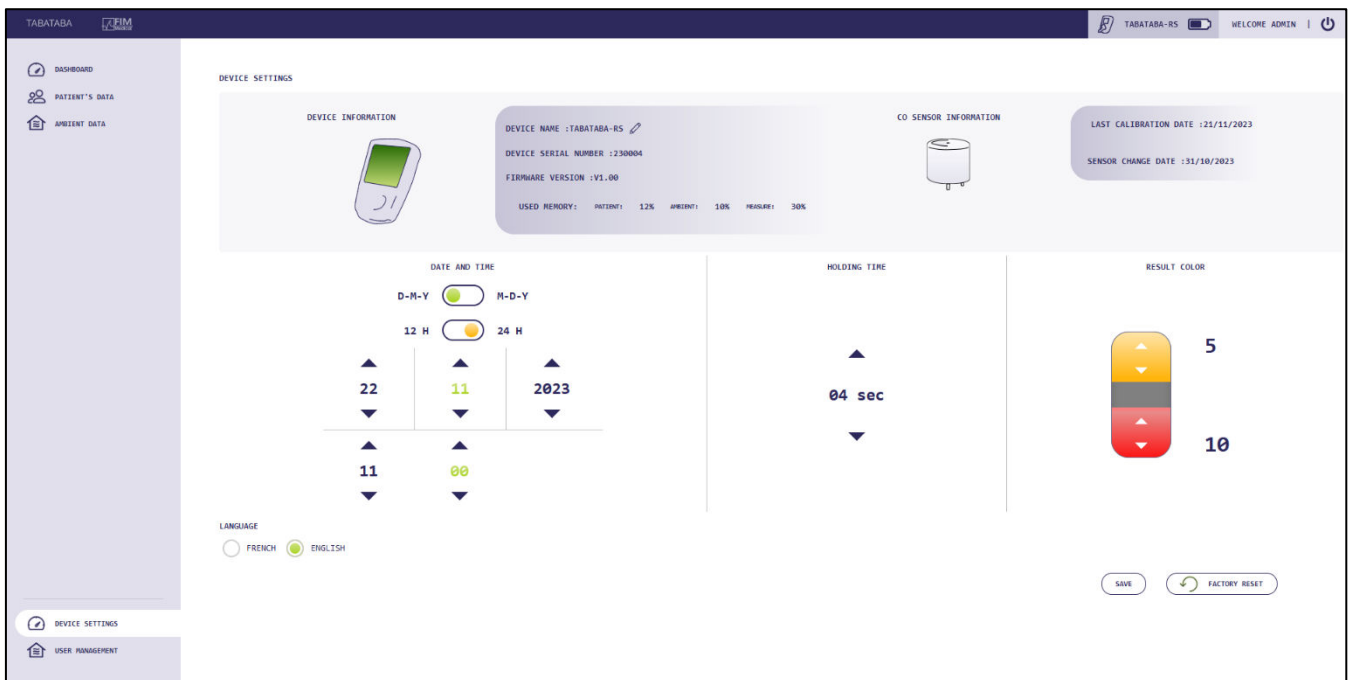 TABATABA FIM
TABATABA-RS WELCOME ADMIN |
DASHBOARD
PATIENT'S DATA
AMBIENT DATA
DEVICE SETTINGS
DEVICE INFORMATION
DEVICE NAME :TABATABA-RS
DEVICE SERIAL NUMBER :230004
FIRMWARE VERSION :V1.00
USED MEMORY: PATIENT: 12% AMBIENT: 10% MEASURE: 30%
CO SENSOR INFORMATION
LAST CALIBRATION DATE :21/11/2023
SENSOR CHANGE DATE :31/10/2023
DATE AND TIME
D-M-Y M-D-Y
12 H 24 H
22 11 2023
11 00
HOLDING TIME
04 sec
RESULT COLOR
5
10
LANGUAGE
FRENCH ENGLISH
SAVE FACTORY RESET
DEVICE SETTINGS
USER MANAGEMENT